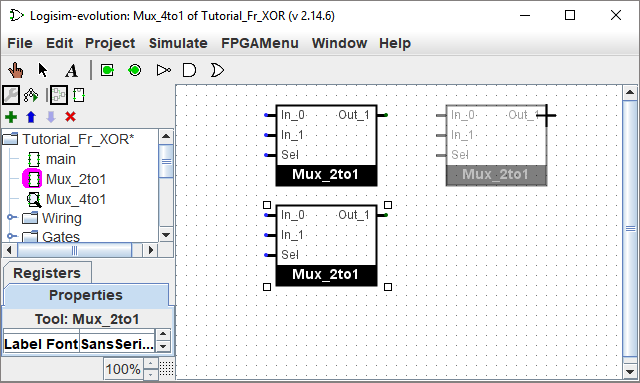 Logisim-evolution: Mux_4to1 of Tutorial_Fr_XOR (v 2.14.6)
File Edit Project Simulate FPGAMenu Window Help
A
Tutorial_Fr_XOR*
main
Mux_2to1
Mux_4to1
Wiring
Gates
Registers
Properties
Tool: Mux_2to1
Label Font SansSeri...
100%
In_0 Out_1
In_1
Sel
Mux_2to1
In_0 Out_1
In_1
Sel
Mux_2to1
In_0 Out_1
In_1
Sel
Mux_2to1